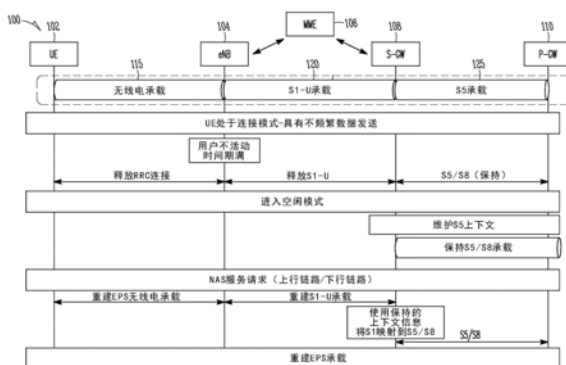 100
102
104
106
108
110
MME
UE
eNB
S-GW
P-GW
115
120
125
无线电承载
S1-U承载
S5承载
UE处于连接模式-具有不频繁数据发送
用户不活动
时间期满
释放RRC连接
释放S1-U
S5/S8（保持）
进入空闲模式
维护S5上下文
保持S5/S8承载
NAS服务请求（上行链路/下行链路）
重建EPS无线电承载
重建S1-U承载
使用保持的
上下文信息
将S1映射到S5/S8
S5/S8
重建EPS承载